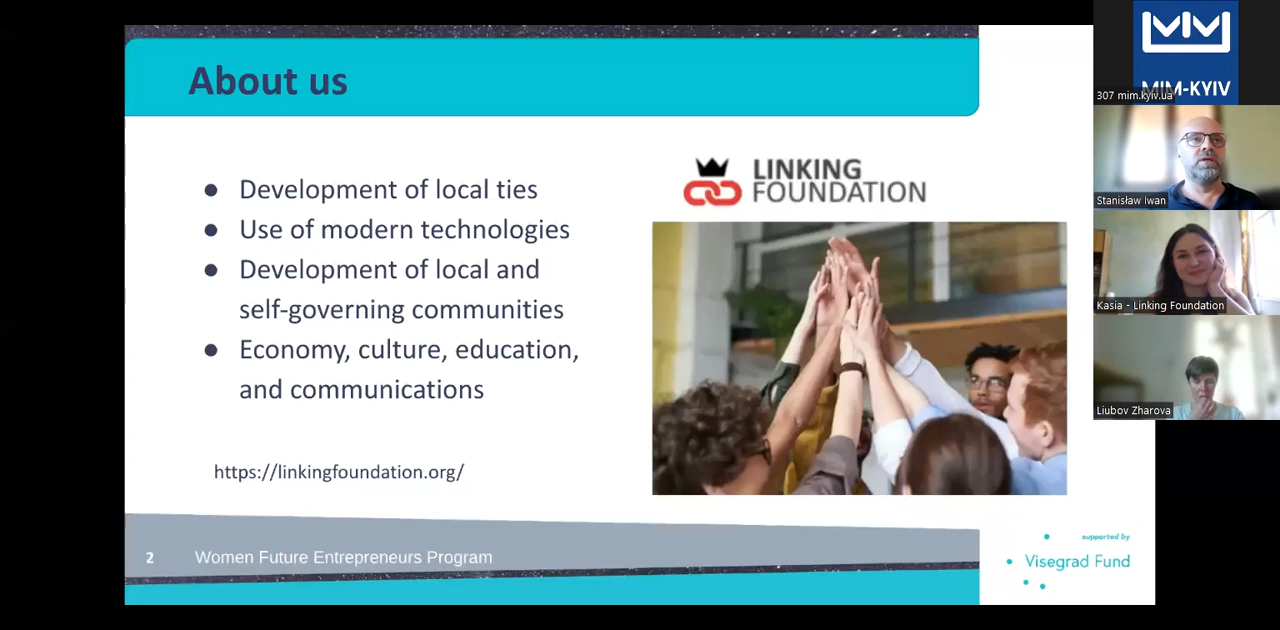 About us
● Development of local ties
● Use of modern technologies
● Development of local and
self-governing communities
● Economy, culture, education,
and communications
https://linkingfoundation.org/
LINKING
FOUNDATION
2 Women Future Entrepreneurs Program
supported by
Visegrad Fund
MIM-KYIV
307 mim.kyiv.ua
Stanisław Iwan
Kasia - Linking Foundation
Liubov Zharova